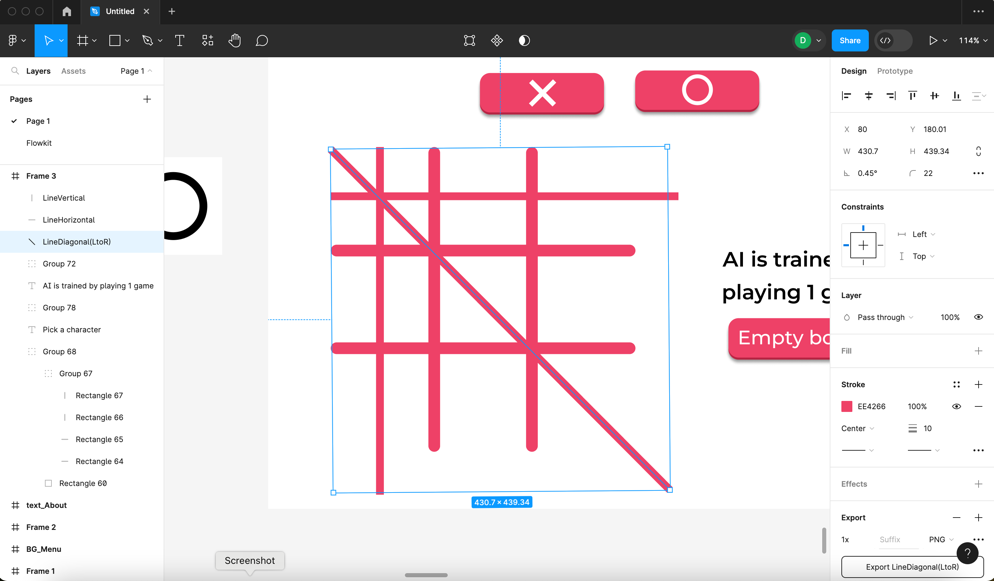 Untitled
D
Share
114%
Layers
Assets
Page 1
Design
Prototype
Pages
Page 1
Flowkit
Frame 3
LineVertical
LineHorizontal
LineDiagonal(LtoR)
Group 72
AI is trained by playing 1 game
Group 78
Pick a character
Group 68
Group 67
Rectangle 67
Rectangle 66
Rectangle 65
Rectangle 64
Rectangle 60
text_About
Frame 2
BG_Menu
Frame 1
AI is traine
playing 1 g
Empty bo
430.7 × 439.34
Screenshot
X 80 Y 180.01
W 430.7 H 439.34
0.45° 22
Constraints
Left
Top
Layer
Pass through 100%
Fill
Stroke
EE4266 100%
Center 10
Effects
Export
1x Suffix PNG
?
Export LineDiagonal(LtoR)